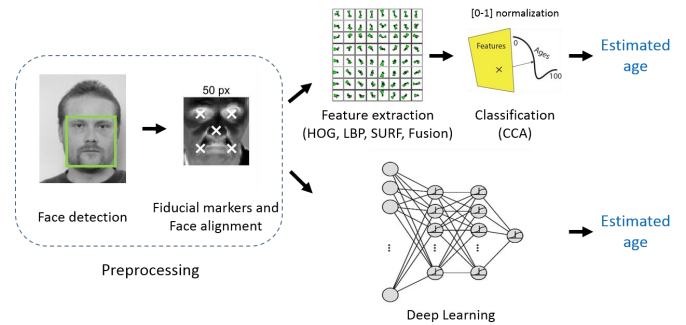 [0-1] normalization
Features
0
Ages
100
Estimated
age
50 px
Feature extraction
(HOG, LBP, SURF, Fusion)
Classification
(CCA)
Face detection
Fiducial markers and
Face alignment
Preprocessing
Estimated
age
Deep Learning